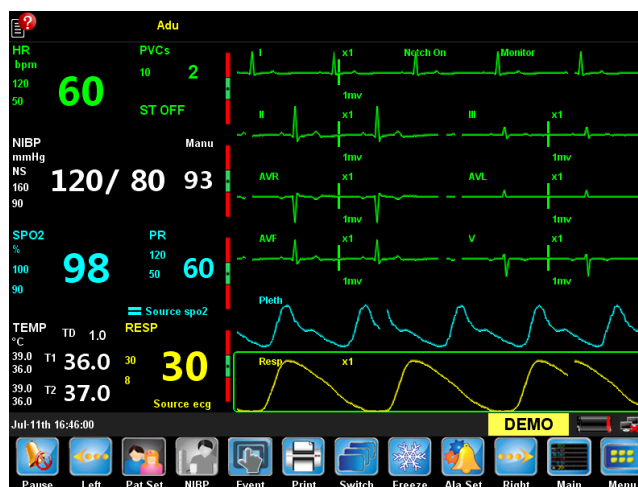 Adu
HR
bpm
120
50
60
PVCs
10
2
ST OFF
I
x1
Notch On
Monitor
1mv
II
x1
1mv
III
x1
1mv
NIBP
mmHg
NS
160
90
120/ 80
Manu
93
AVR
x1
1mv
AVL
x1
1mv
SPO2
%
100
90
98
PR
120
50
60
Source spo2
AVF
x1
1mv
V
x1
1mv
Pleth
TEMP
°C
TD 1.0
39.0
36.0
T1 36.0
39.0
36.0
T2 37.0
RESP
30
8
30
Source ecg
Resp
x1
Jul-11th 16:46:00
DEMO
Pause
Left
Pat Set
NIBP
Event
Print
Switch
Freeze
Ala Set
Right
Main
Menu